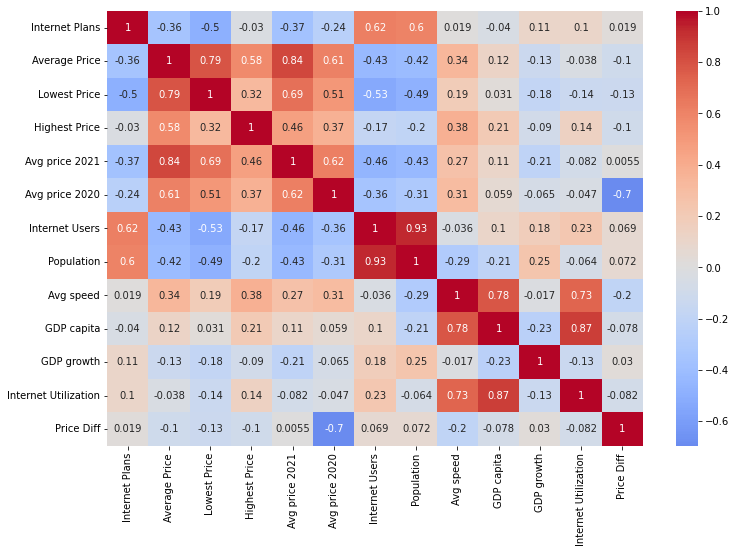 Internet Plans 1 -0.36 -0.5 -0.03 -0.37 -0.24 0.62 0.6 0.019 -0.04 0.11 0.1 0.019
Average Price -0.36 1 0.79 0.58 0.84 0.61 -0.43 -0.42 0.34 0.12 -0.13 -0.038 -0.1
Lowest Price -0.5 0.79 1 0.32 0.69 0.51 -0.53 -0.49 0.19 0.031 -0.18 -0.14 -0.13
Highest Price -0.03 0.58 0.32 1 0.46 0.37 -0.17 -0.2 0.38 0.21 -0.09 0.14 -0.1
Avg price 2021 -0.37 0.84 0.69 0.46 1 0.62 -0.46 -0.43 0.27 0.11 -0.21 -0.082 0.0055
Avg price 2020 -0.24 0.61 0.51 0.37 0.62 1 -0.36 -0.31 0.31 0.059 -0.065 -0.047 -0.7
Internet Users 0.62 -0.43 -0.53 -0.17 -0.46 -0.36 1 0.93 -0.036 0.1 0.18 0.23 0.069
Population 0.6 -0.42 -0.49 -0.2 -0.43 -0.31 0.93 1 -0.29 -0.21 0.25 -0.064 0.072
Avg speed 0.019 0.34 0.19 0.38 0.27 0.31 -0.036 -0.29 1 0.78 -0.017 0.73 -0.2
GDP capita -0.04 0.12 0.031 0.21 0.11 0.059 0.1 -0.21 0.78 1 -0.23 0.87 -0.078
GDP growth 0.11 -0.13 -0.18 -0.09 -0.21 -0.065 0.18 0.25 -0.017 -0.23 1 -0.13 0.03
Internet Utilization 0.1 -0.038 -0.14 0.14 -0.082 -0.047 0.23 -0.064 0.73 0.87 -0.13 1 -0.082
Price Diff 0.019 -0.1 -0.13 -0.1 0.0055 -0.7 0.069 0.072 -0.2 -0.078 0.03 -0.082 1
Internet Plans
Average Price
Lowest Price
Highest Price
Avg price 2021
Avg price 2020
Internet Users
Population
Avg speed
GDP capita
GDP growth
Internet Utilization
Price Diff
1.0
0.8
0.6
0.4
0.2
0.0
-0.2
-0.4
-0.6